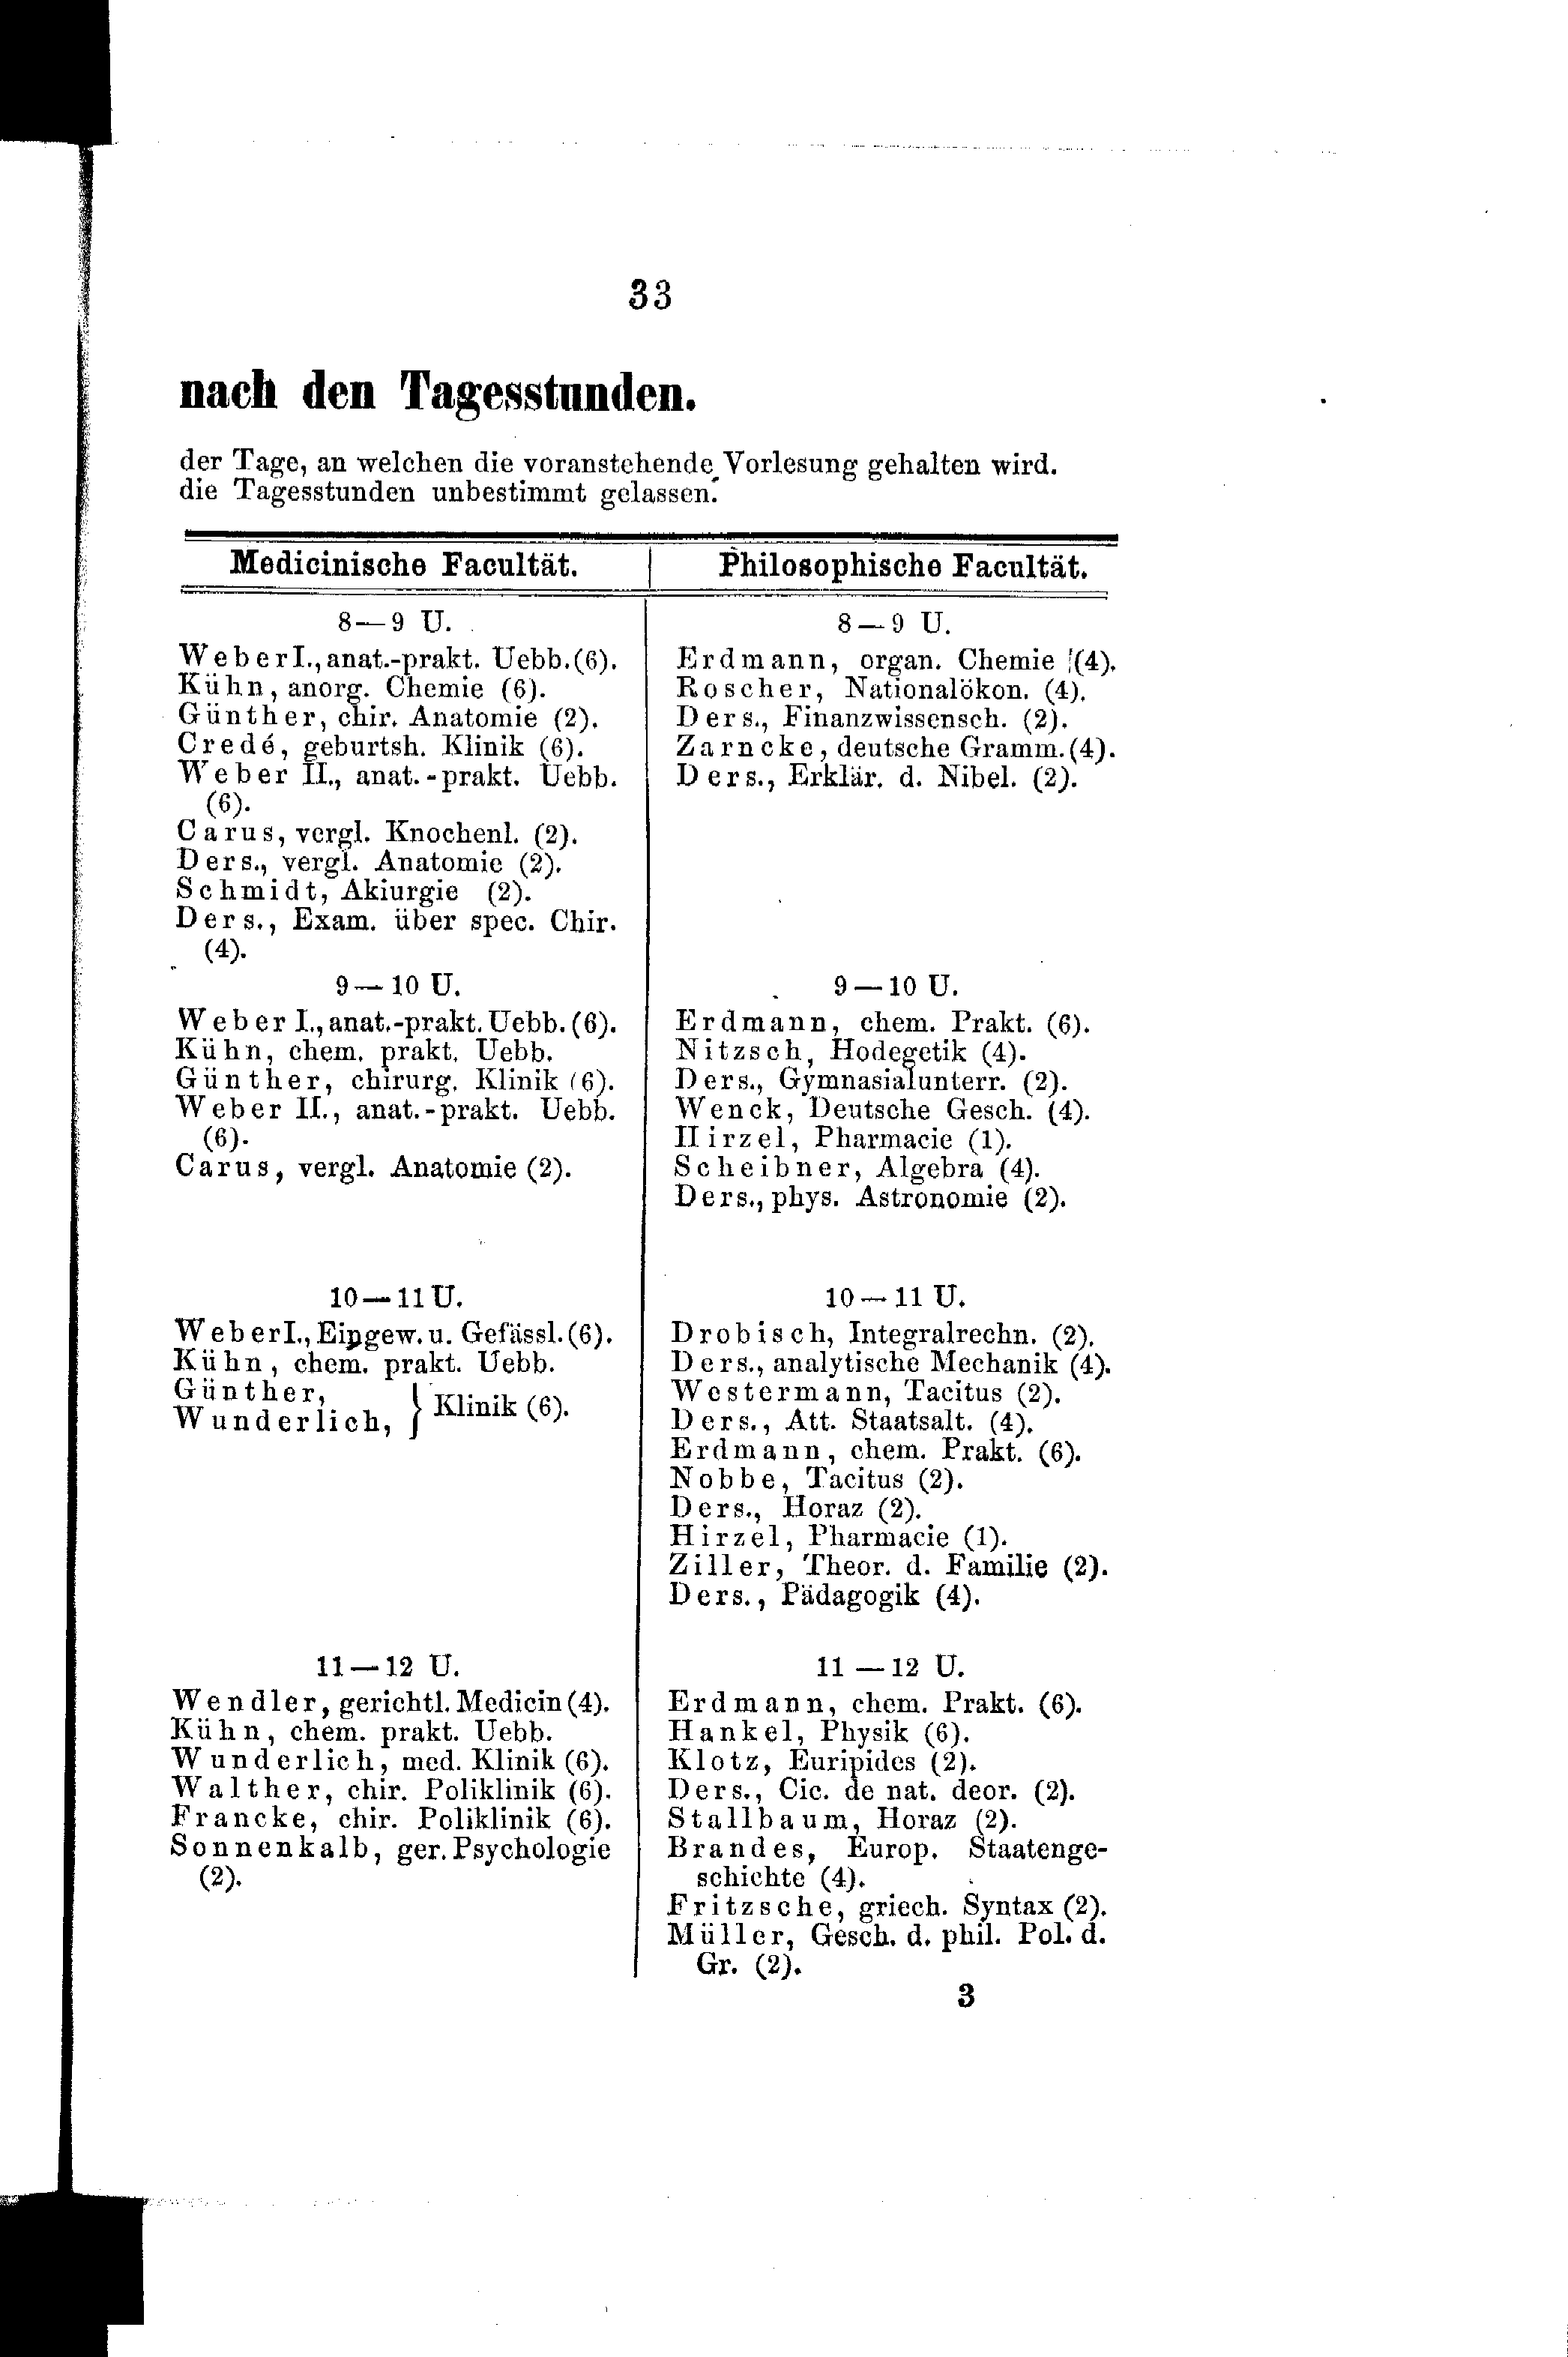 33
nach den Tagesstunden.
der Tage, an welchen die voranstehende Vorlesung gehalten wird.
die Tagesstunden unbestimmt gelassen.
Medicinische Facultät.
8—9 U.
Weber I., anat.-prakt. Uebb. (6).
Kühn, anorg. Chemie (6).
Günther, chir. Anatomie (2).
Credé, geburtsh. Klinik (6).
Weber II., anat.-prakt. Uebb.
(6).
Carus, vergl. Knochenl. (2).
Ders., vergl. Anatomie (2).
Schmidt, Akiurgie (2).
Ders., Exam. über spec. Chir.
(4).
9—10 U.
Weber I., anat.-prakt. Uebb. (6).
Kühn, chem. prakt. Uebb.
Günther, chirurg. Klinik (6).
Weber II., anat.-prakt. Uebb.
(6).
Carus, vergl. Anatomie (2).
10—11 U.
Weber I., Eingew. u. Gefässl. (6).
Kühn, chem. prakt. Uebb.
Günther,
Wunderlich, } Klinik (6).
11—12 U.
Wendler, gerichtl. Medicin (4).
Kühn, chem. prakt. Uebb.
Wunderlich, med. Klinik (6).
Walther, chir. Poliklinik (6).
Francke, chir. Poliklinik (6).
Sonnenkalb, ger. Psychologie
(2).
Philosophische Facultät.
8—9 U.
Erdmann, organ. Chemie (4).
Roscher, Nationalökon. (4).
Ders., Finanzwissensch. (2).
Zarncke, deutsche Gramm. (4).
Ders., Erklär. d. Nibel. (2).
9—10 U.
Erdmann, chem. Prakt. (6).
Nitzsch, Hodegetik (4).
Ders., Gymnasialunterr. (2).
Wenck, Deutsche Gesch. (4).
Hirzel, Pharmacie (1).
Scheibner, Algebra (4).
Ders., phys. Astronomie (2).
10—11 U.
Drobisch, Integralrechn. (2).
Ders., analytische Mechanik (4).
Westermann, Tacitus (2).
Ders., Att. Staatsalt. (4).
Erdmann, chem. Prakt. (6).
Nobbe, Tacitus (2).
Ders., Horaz (2).
Hirzel, Pharmacie (1).
Ziller, Theor. d. Familie (2).
Ders., Pädagogik (4).
11—12 U.
Erdmann, chem. Prakt. (6).
Hankel, Physik (6).
Klotz, Euripides (2).
Ders., Cic. de nat. deor. (2).
Stallbaum, Horaz (2).
Brandes, Europ. Staatenge-
schichte (4).
Fritzsche, griech. Syntax (2).
Müller, Gesch. d. phil. Pol. d.
Gr. (2).
3